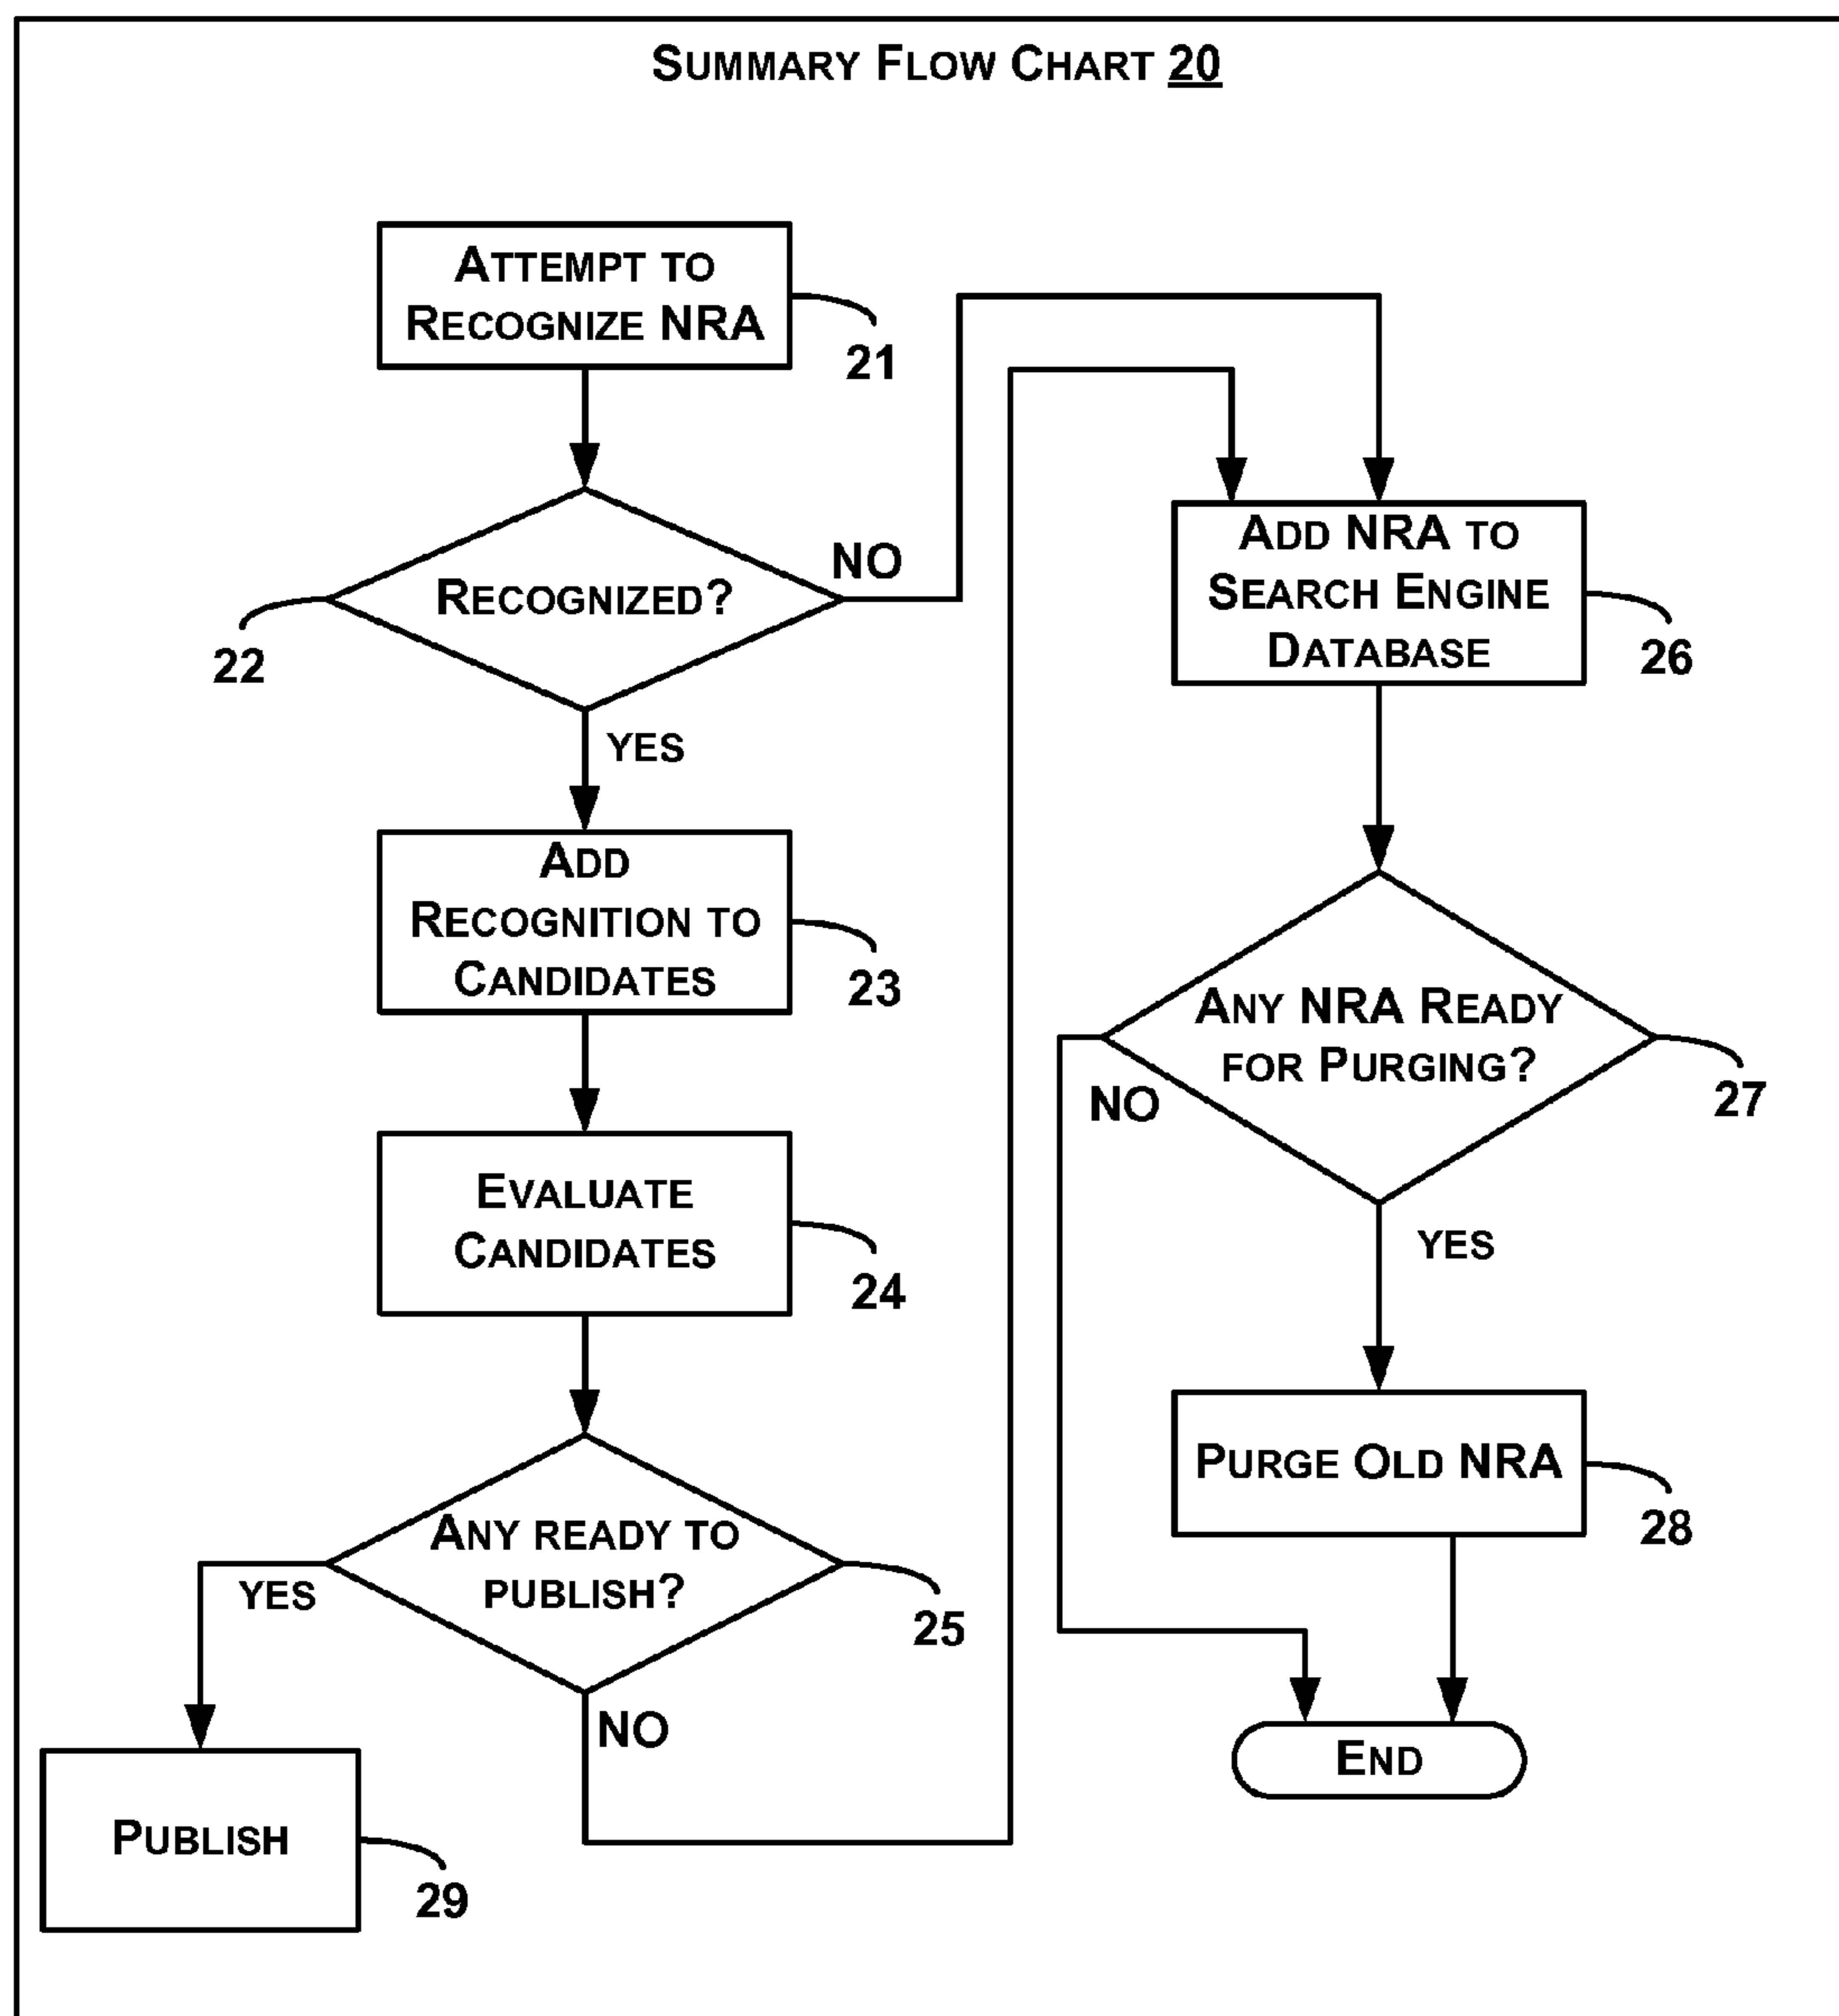 SUMMARY FLOW CHART 20
ATTEMPT TO
RECOGNIZE NRA
21
RECOGNIZED?
NO
22
YES
ADD
RECOGNITION TO
CANDIDATES
23
EVALUATE
CANDIDATES
24
ANY READY TO
PUBLISH?
YES
25
NO
PUBLISH
29
ADD NRA TO
SEARCH ENGINE
DATABASE
26
ANY NRA READY
FOR PURGING?
NO
27
YES
PURGE OLD NRA
28
END